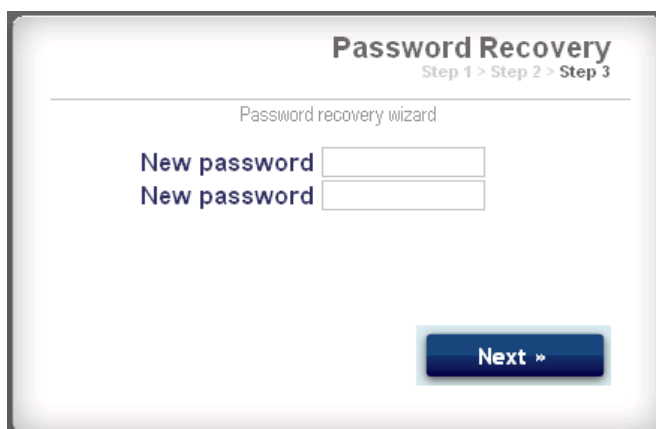 Password Recovery
Step 1 > Step 2 > Step 3
Password recovery wizard
New password
New password
Next »